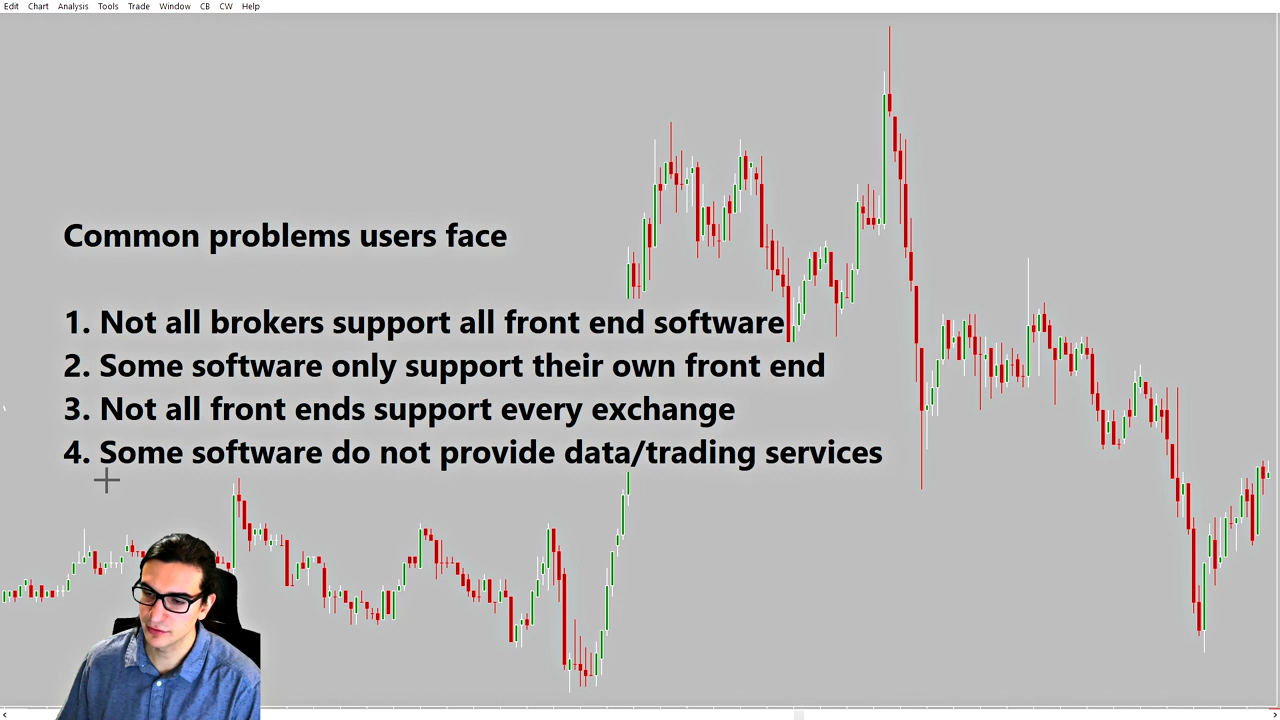 Edit Chart Analysis Tools Trade Window CB CW Help
Common problems users face
1. Not all brokers support all front end software
2. Some software only support their own front end
3. Not all front ends support every exchange
4. Some software do not provide data/trading services